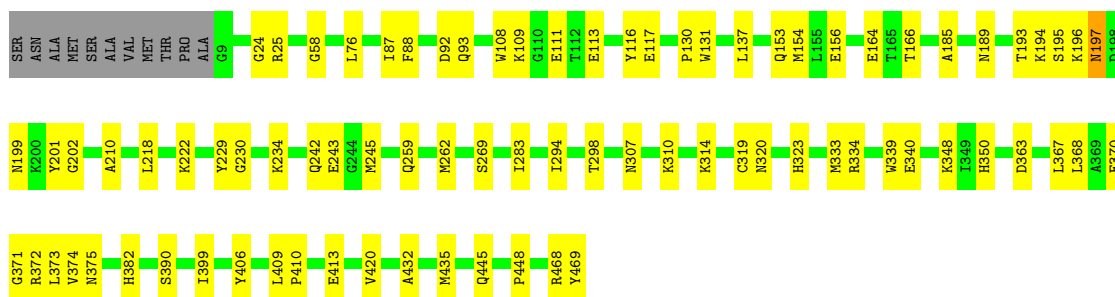 SER ASN ALA MET SER ALA VAL MET THR PRO ALA G9 G24 R25 G58 L76 I87 F88 D92 Q93 W108 K109 G110 E111 T112 E113 Y116 E117 P130 W131 L137 Q153 M154 L155 E156 E164 T165 T166 A185 N189 T193 K194 S195 K196 N197 D198
N199 K200 Y201 G202 A210 L218 K222 Y229 G230 K234 Q242 E243 G244 M245 Q259 M262 S269 I283 I294 T298 N307 K310 K314 C319 N320 H323 M333 R334 W339 E340 K348 I349 H350 D363 L367 L368 A369 E370
G371 R372 L373 V374 N375 H382 S390 I399 Y406 L409 P410 E413 V420 A432 M435 Q445 P448 R468 Y469